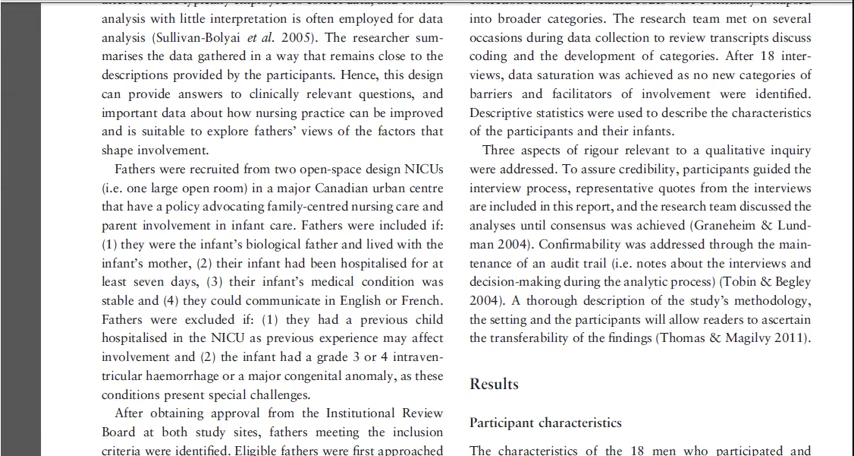 analysis with little interpretation is often employed for data
analysis (Sullivan-Bolyai et al. 2005). The researcher sum-
marises the data gathered in a way that remains close to the
descriptions provided by the participants. Hence, this design
can provide answers to clinically relevant questions, and
important data about how nursing practice can be improved
and is suitable to explore fathers' views of the factors that
shape involvement.
Fathers were recruited from two open-space design NICUs
(i.e. one large open room) in a major Canadian urban centre
that have a policy advocating family-centred nursing care and
parent involvement in infant care. Fathers were included if:
(1) they were the infant's biological father and lived with the
infant's mother, (2) their infant had been hospitalised for at
least seven days, (3) their infant's medical condition was
stable and (4) they could communicate in English or French.
Fathers were excluded if: (1) they had a previous child
hospitalised in the NICU as previous experience may affect
involvement and (2) the infant had a grade 3 or 4 intraven-
tricular haemorrhage or a major congenital anomaly, as these
conditions present special challenges.
After obtaining approval from the Institutional Review
Board at both study sites, fathers meeting the inclusion
criteria were identified. Eligible fathers were first approached
into broader categories. The research team met on several
occasions during data collection to review transcripts discuss
coding and the development of categories. After 18 inter-
views, data saturation was achieved as no new categories of
barriers and facilitators of involvement were identified.
Descriptive statistics were used to describe the characteristics
of the participants and their infants.
Three aspects of rigour relevant to a qualitative inquiry
were addressed. To assure credibility, participants guided the
interview process, representative quotes from the interviews
are included in this report, and the research team discussed the
analyses until consensus was achieved (Graneheim & Lund-
man 2004). Confirmability was addressed through the main-
tenance of an audit trail (i.e. notes about the interviews and
decision-making during the analytic process) (Tobin & Begley
2004). A thorough description of the study's methodology,
the setting and the participants will allow readers to ascertain
the transferability of the findings (Thomas & Magilvy 2011).
Results
Participant characteristics
The characteristics of the 18 men who participated and